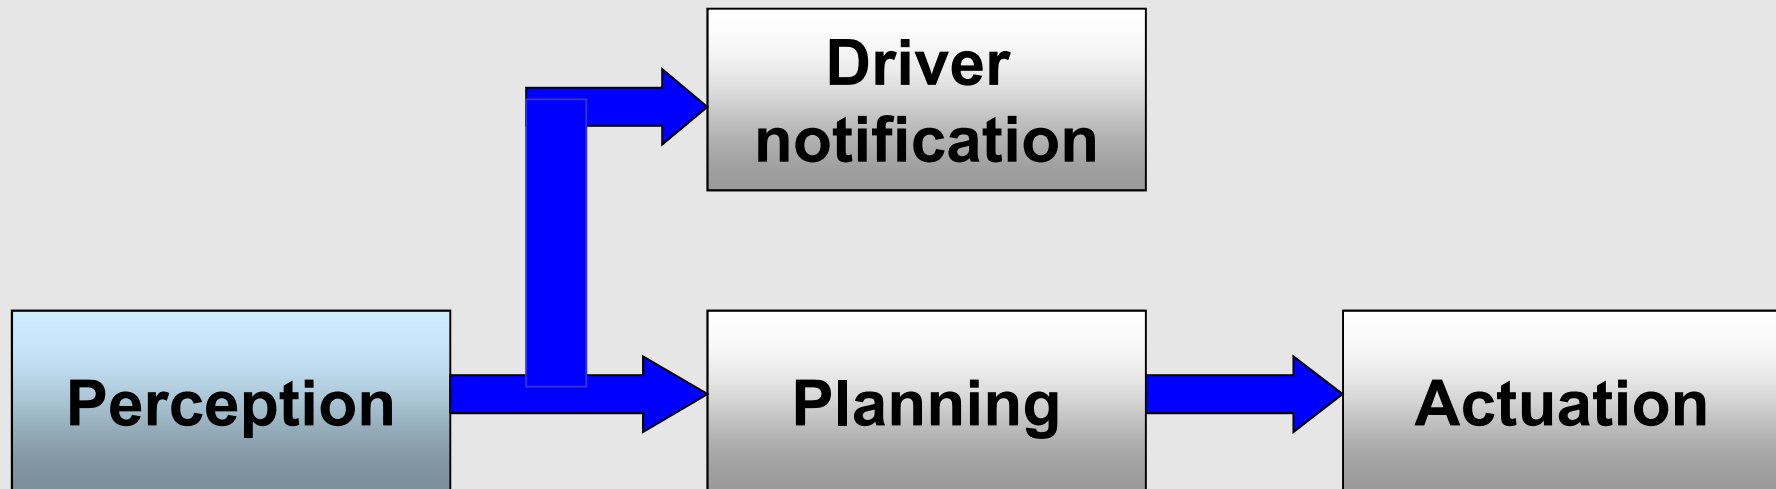 Driver
notification
Perception
Planning
Actuation